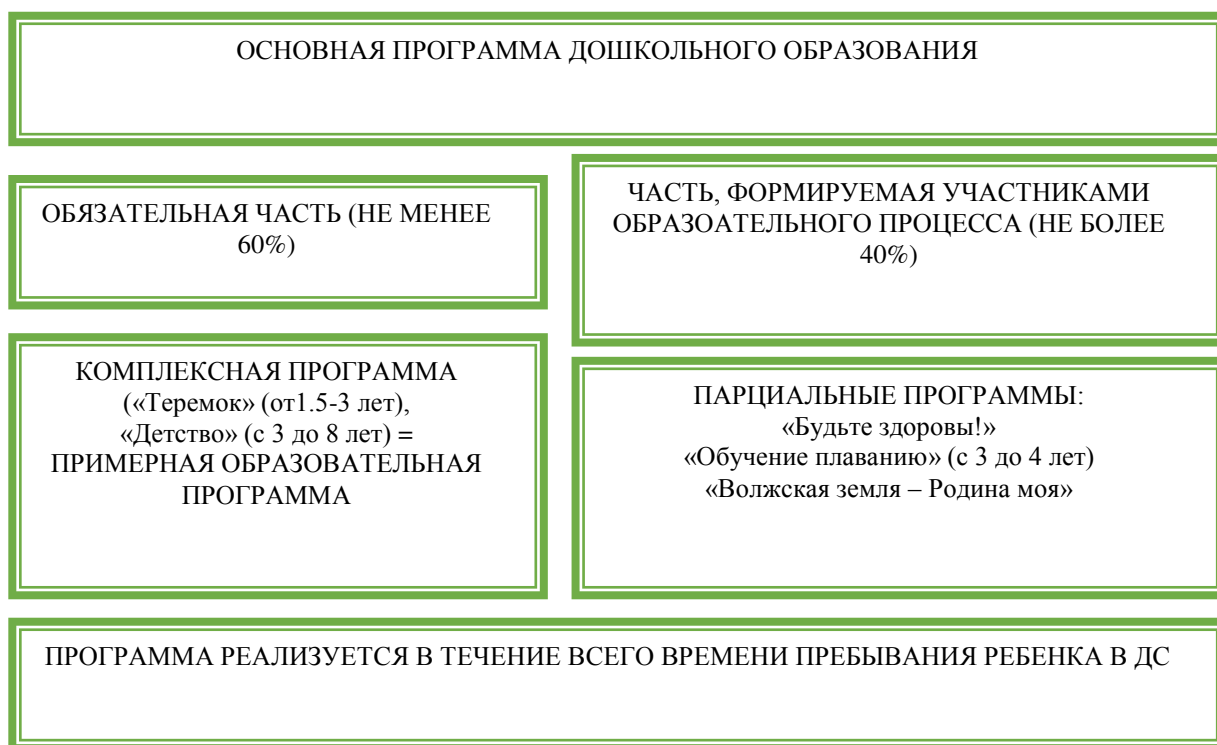 ОСНОВНАЯ ПРОГРАММА ДОШКОЛЬНОГО ОБРАЗОВАНИЯ
ОБЯЗАТЕЛЬНАЯ ЧАСТЬ (НЕ МЕНЕЕ
60%)
ЧАСТЬ, ФОРМИРУЕМАЯ УЧАСТНИКАМИ
ОБРАЗОАТЕЛЬНОГО ПРОЦЕССА (НЕ БОЛЕЕ
40%)
КОМПЛЕКСНАЯ ПРОГРАММА
(«Теремок» (от1.5-3 лет),
«Детство» (с 3 до 8 лет) =
ПРИМЕРНАЯ ОБРАЗОВАТЕЛЬНАЯ
ПРОГРАММА
ПАРЦИАЛЬНЫЕ ПРОГРАММЫ:
«Будьте здоровы!»
«Обучение плаванию» (с 3 до 4 лет)
«Волжская земля – Родина моя»
ПРОГРАММА РЕАЛИЗУЕТСЯ В ТЕЧЕНИЕ ВСЕГО ВРЕМЕНИ ПРЕБЫВАНИЯ РЕБЕНКА В ДС